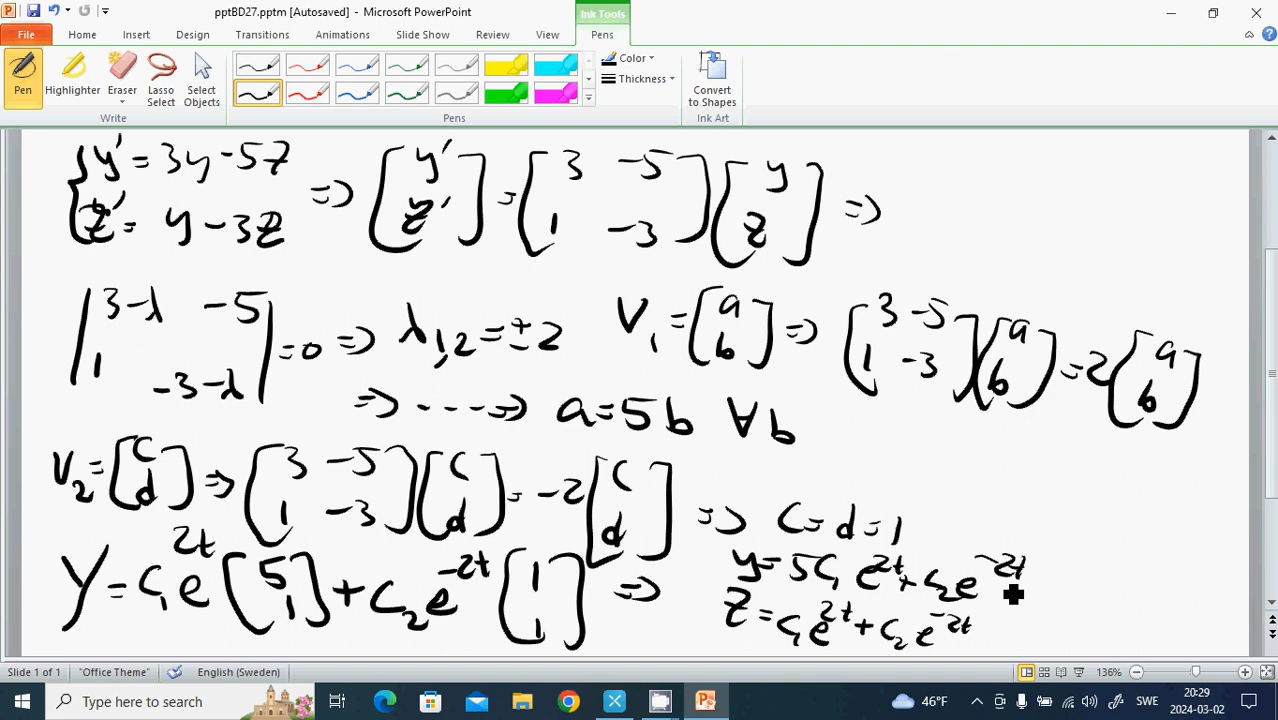 pptBD27.pptm [Autosaved] - Microsoft PowerPoint
Ink Tools
File Home Insert Design Transitions Animations Slide Show Review View Pens
Pen Highlighter Eraser Lasso Select Select Objects Color Thickness Convert to Shapes
Write Pens Ink Art
{ y' = 3y - 5z
z' = y - 3z => [y' z'] = [3 -5 1 -3] [y z] =>
|3-λ -5 1 -3-λ| = 0 => λ1,2 = ±2 V1 = [a b] => [3 -5 1 -3] [a b] = 2 [a b]
=> ---- => a = 5b ∀b
V2 = [c d] => [3 -5 1 -3] [c d] = -2 [c d] => c = d = 1
Y = c1 e^2t [5 1] + c2 e^-2t [1 1] => y = 5c1 e^2t + c2 e^-2t
z = c1 e^2t + c2 e^-2t
Slide 1 of 1 "Office Theme" English (Sweden) 136%
Type here to search 46°F SWE 20:29
2024-03-02